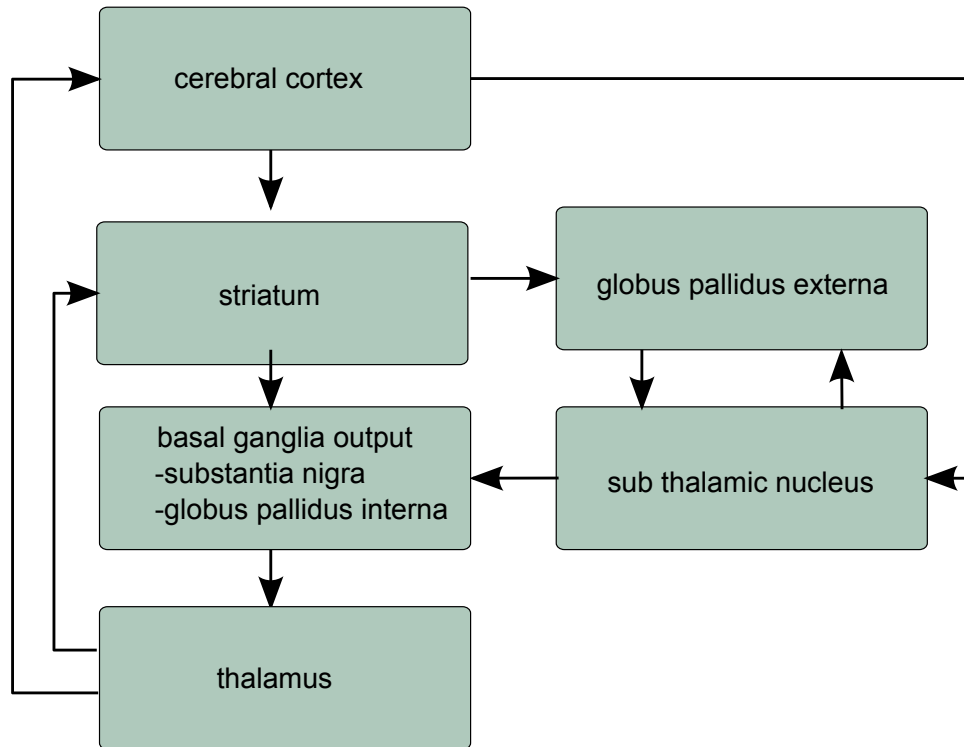 cerebral cortex
striatum
globus pallidus externa
basal ganglia output
-substantia nigra
-globus pallidus interna
sub thalamic nucleus
thalamus